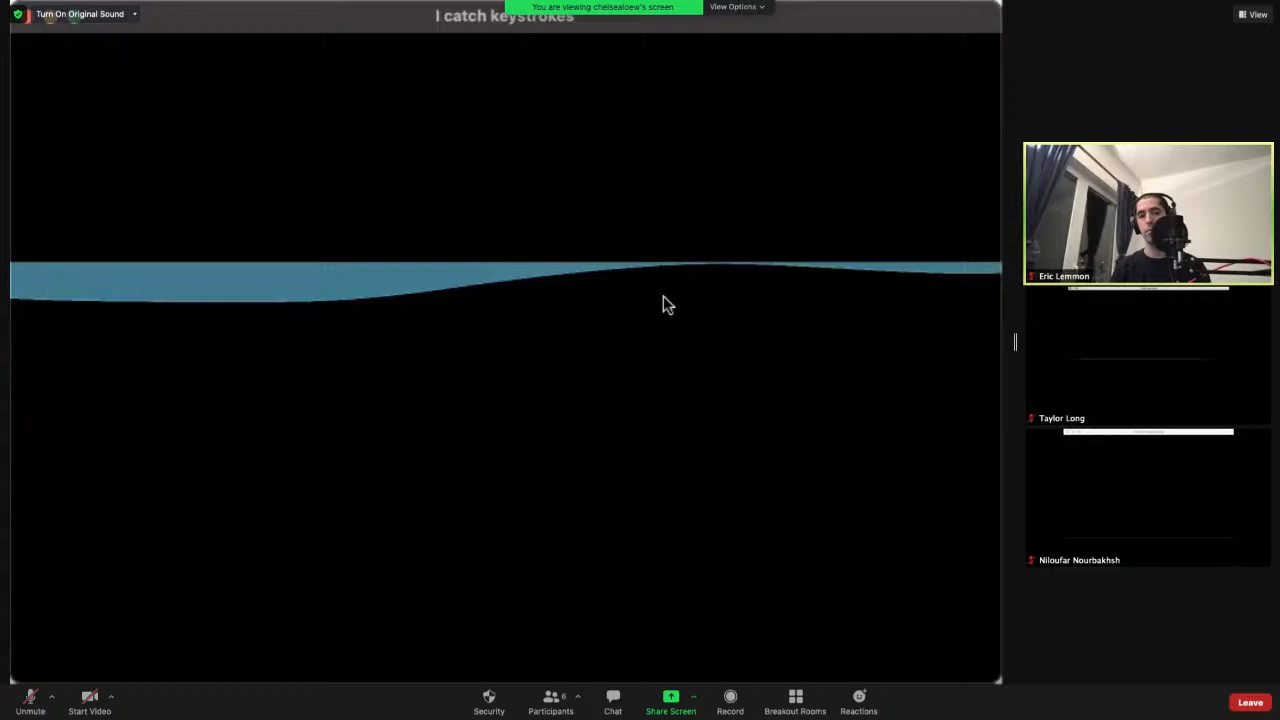 Turn On Original Sound
I catch keystrokes
You are viewing chelsealoew's screen
View Options
View
Eric Lemmon
Taylor Long
Niloufar Nourbakhsh
Unmute
Start Video
Security
Participants
6
Chat
Share Screen
Record
Breakout Rooms
Reactions
Leave